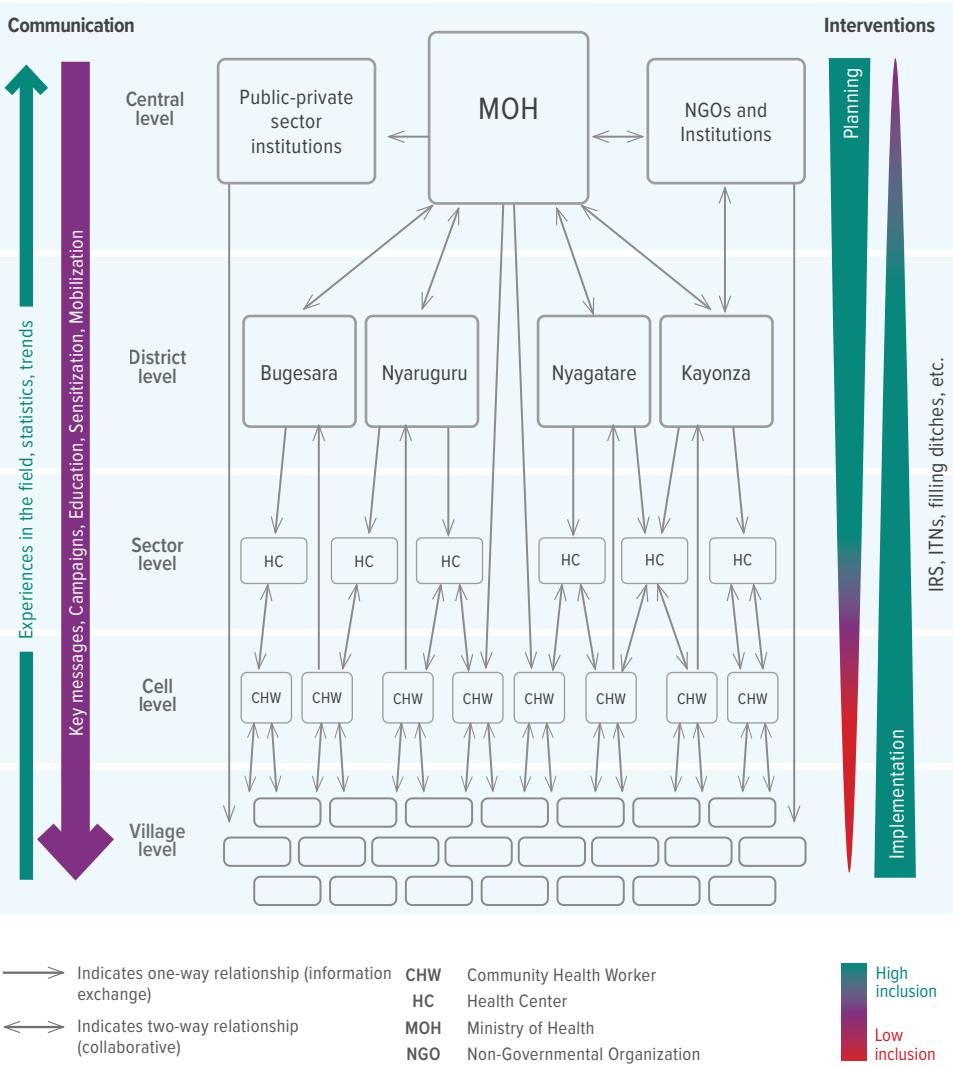 Communication
Interventions
Central
level
Public-private
sector
institutions
MOH
NGOs and
Institutions
Planning
Experiences in the field, statistics, trends
Key messages, Campaigns, Education, Sensitization, Mobilization
District
level
Bugesara
Nyaruguru
Nyagatare
Kayonza
IRS, ITNs, filling ditches, etc.
Sector
level
HC
HC
HC
HC
HC
HC
Cell
level
CHW
CHW
CHW
CHW
CHW
CHW
CHW
CHW
Implementation
Village
level
Indicates one-way relationship (information
exchange)
Indicates two-way relationship
(collaborative)
CHW Community Health Worker
HC Health Center
MOH Ministry of Health
NGO Non-Governmental Organization
High
inclusion
Low
inclusion